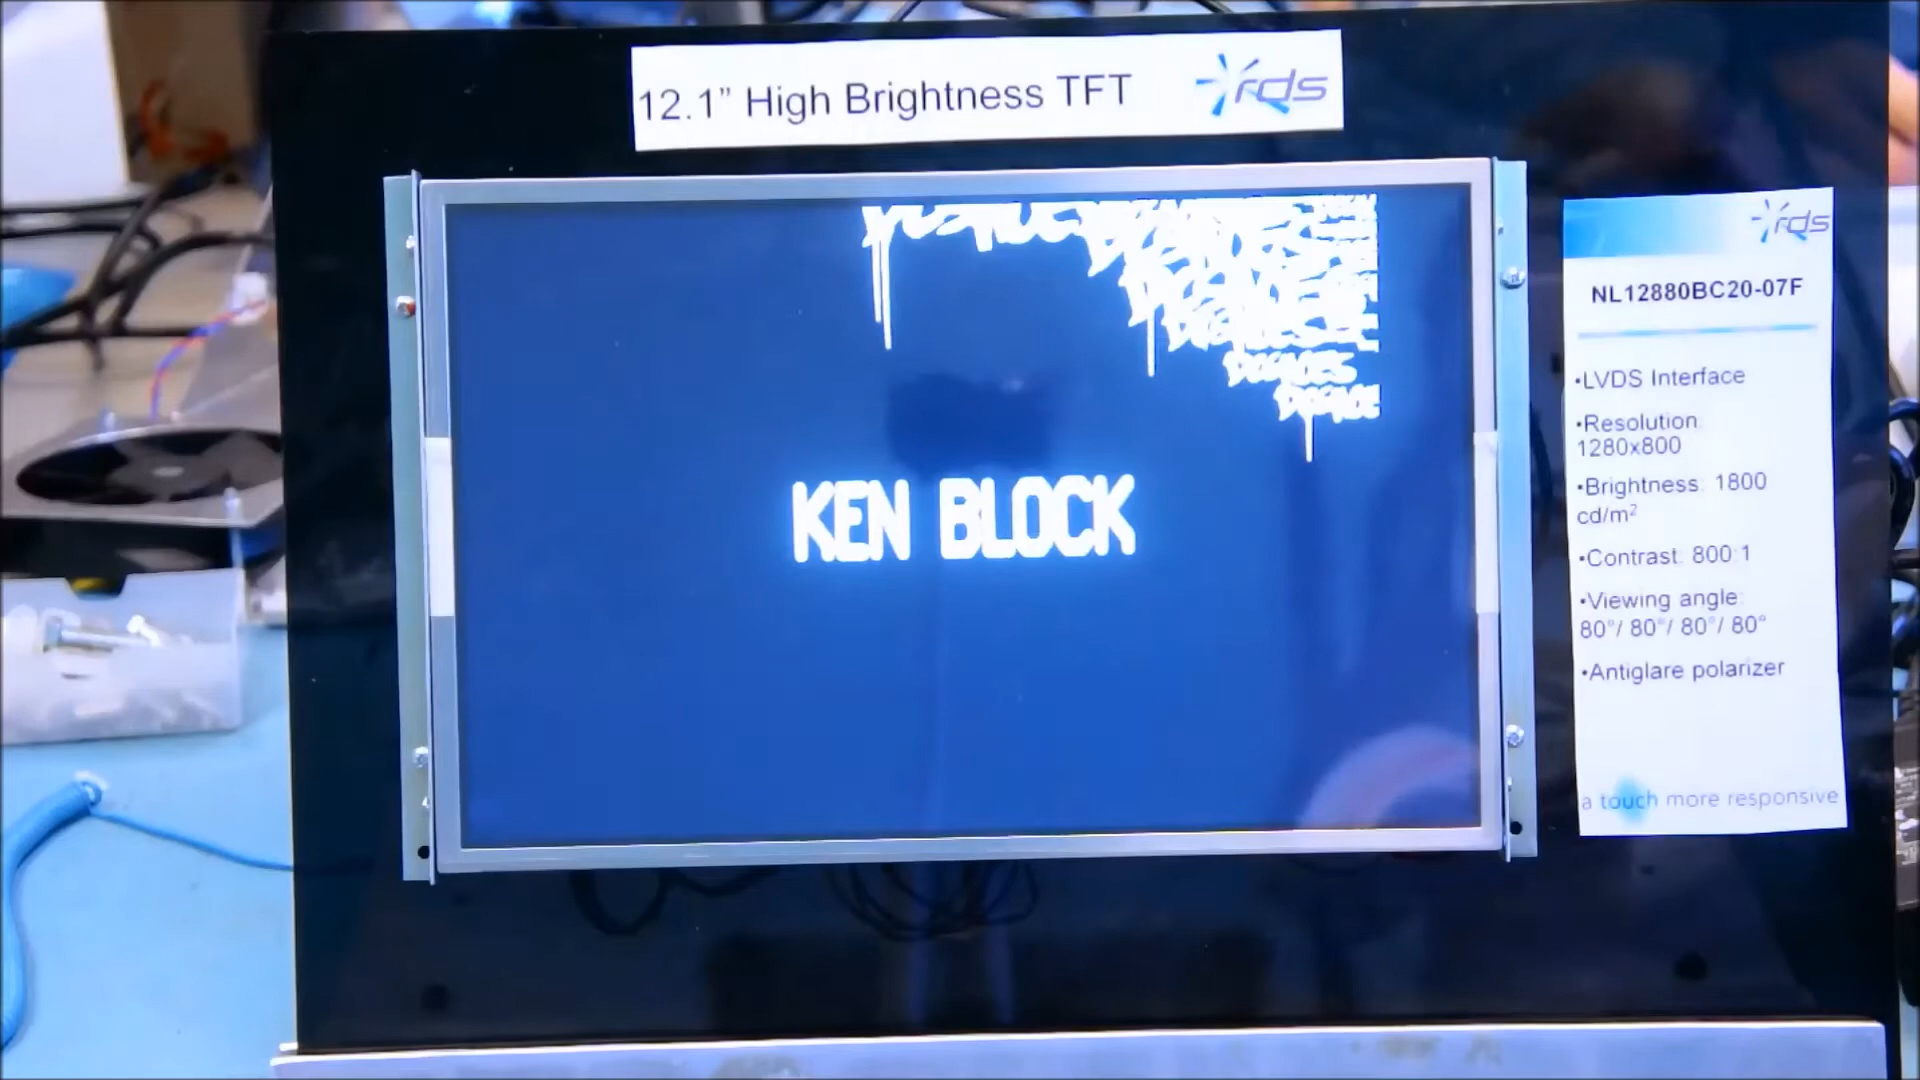 12.1” High Brightness TFT
rds
KEN BLOCK
rds
NL12880BC20-07F
•LVDS Interface
•Resolution:
1280x800
•Brightness: 1800
cd/m²
•Contrast: 800:1
•Viewing angle:
80°/ 80°/ 80°/ 80°
•Antiglare polarizer
a touch more responsive